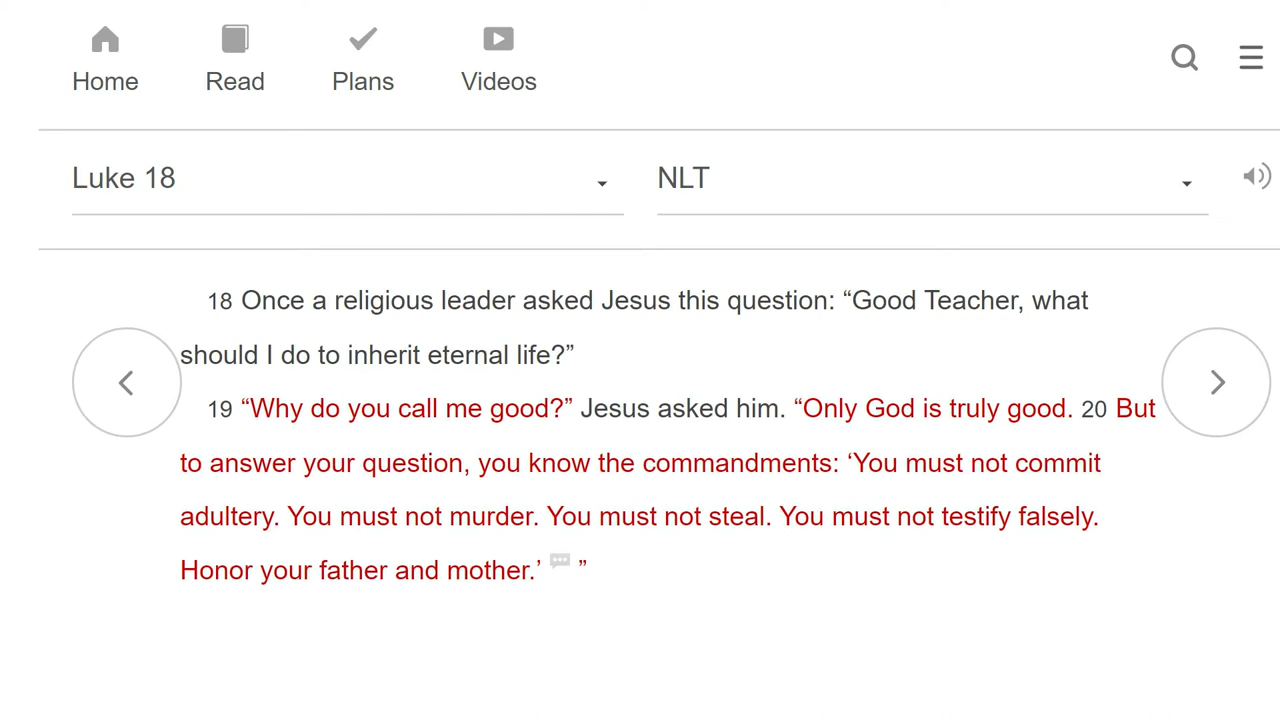 Home Read Plans Videos
Luke 18 NLT
18 Once a religious leader asked Jesus this question: “Good Teacher, what
should I do to inherit eternal life?”
19 “Why do you call me good?” Jesus asked him. “Only God is truly good. 20 But
to answer your question, you know the commandments: ‘You must not commit
adultery. You must not murder. You must not steal. You must not testify falsely.
Honor your father and mother.’ ”